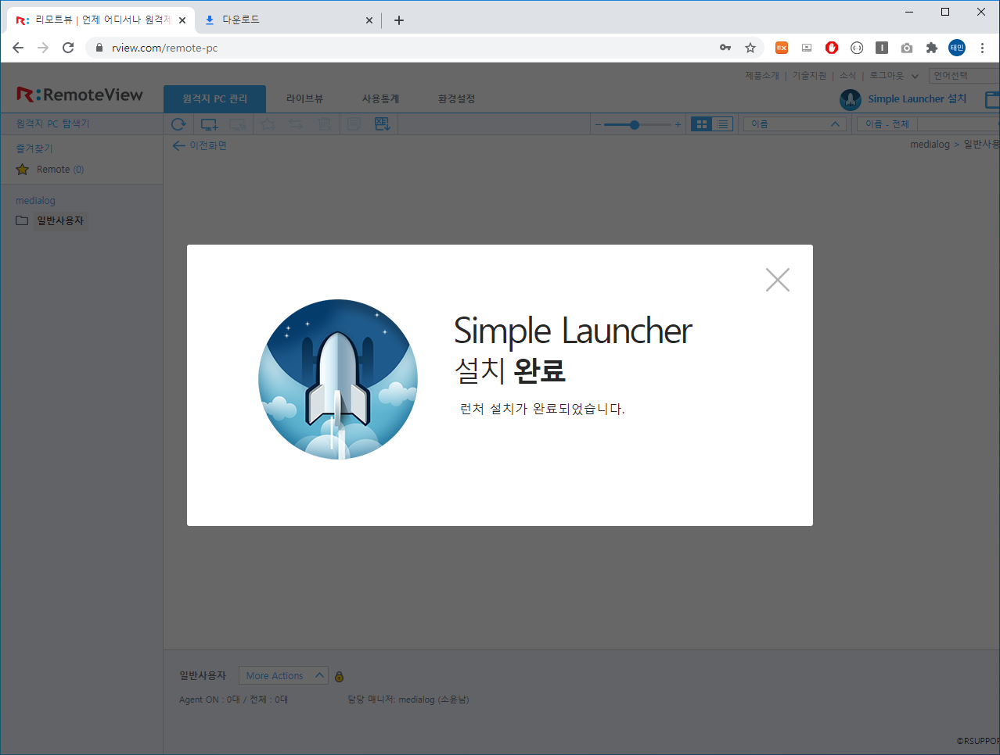 리모트뷰 | 언제 어디서나 원격제
다운로드
rview.com/remote-pc
태민
제품소개 | 기술지원 | 소식 | 로그아웃
언어선택
RemoteView
원격지 PC 관리
라이브뷰
사용통계
환경설정
Simple Launcher 설치
원격지 PC 탐색기
이름
이름 - 전체
즐겨찾기
이전화면
medialog > 일반사용
Remote (0)
medialog
일반사용자
Simple Launcher
설치 완료
런처 설치가 완료되었습니다.
일반사용자
More Actions
Agent ON : 0대 / 전체 : 0대
담당 매니저: medialog (소윤남)
©RSUPPOR